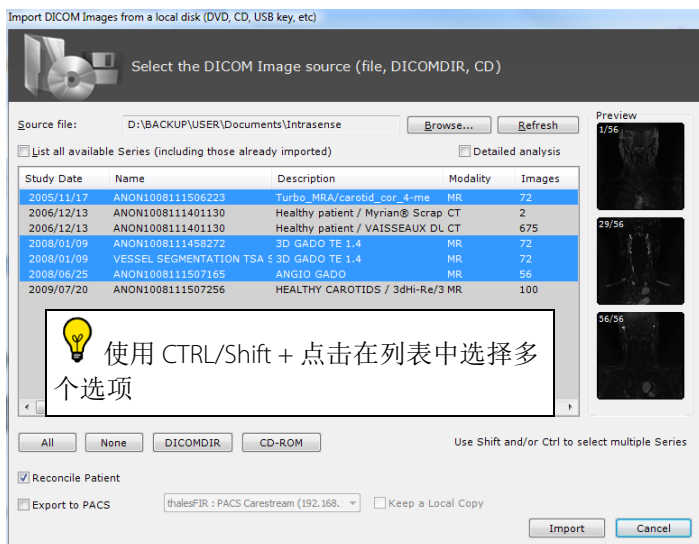 Import DICOM Images from a local disk (DVD, CD, USB key, etc)
Select the DICOM Image source (file, DICOMDIR, CD)
Source file: D:\BACKUP\USER\Documents\Intrasense Browse... Refresh
List all available Series (including those already imported) Detailed analysis
Study Date Name Description Modality Images
2005/11/17 ANON1008111506223 Turbo_MRA/carotid_cor_4-me MR 72
2006/12/13 ANON1008111401130 Healthy patient / Myrian® Scrap CT 2
2006/12/13 ANON1008111401130 Healthy patient / VAISSEAUX DU CT 675
2008/01/09 ANON1008111458272 3D GADO TE 1.4 MR 72
2008/01/09 VESSEL SEGMENTATION TSA S 3D GADO TE 1.4 MR 72
2008/06/25 ANON1008111507165 ANGIO GADO MR 56
2009/07/20 ANON1008111507256 HEALTHY CAROTIDS / 3dHi-Re/3 MR 100
使用 CTRL/Shift + 点击在列表中选择多
个选项
Preview
1/56
29/56
56/56
All None DICOMDIR CD-ROM Use Shift and/or Ctrl to select multiple Series
Reconcile Patient
Export to PACS thalesFIR : PACS Carestream (192.168. Keep a Local Copy
Import Cancel